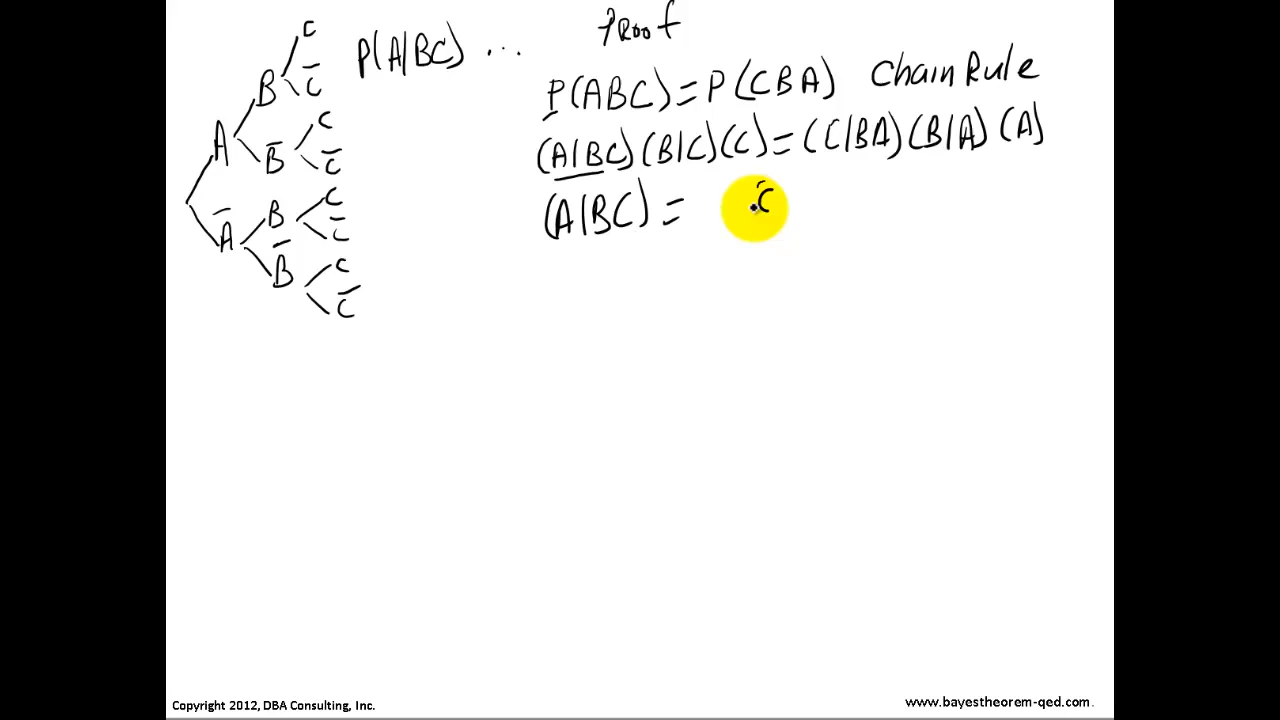 Proof
P(A|BC) ...
P(ABC) = P(CBA) Chain Rule
(A|BC)(B|C)(C) = (C|BA)(B|A)(A)
(A|BC) = C
C
B
C̅
A
C
B̅
C̅
C
B
C̅
A̅
C
B̅
C̅
Copyright 2012, DBA Consulting, Inc.
www.bayestheorem-qed.com.